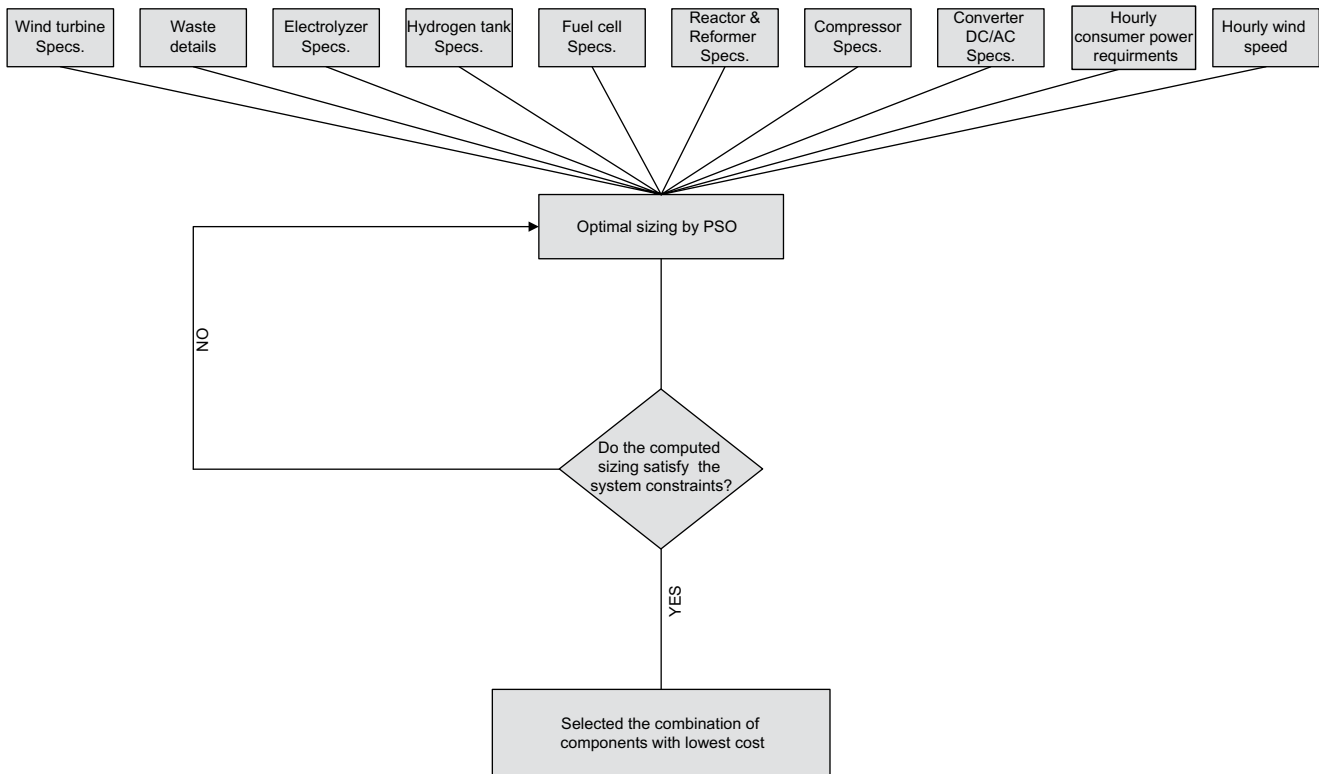 Wind turbine
Specs.
Waste
details
Electrolyzer
Specs.
Hydrogen tank
Specs.
Fuel cell
Specs.
Reactor &
Reformer
Specs.
Compressor
Specs.
Converter
DC/AC
Specs.
Hourly
consumer power
requirments
Hourly wind
speed
Optimal sizing by PSO
NO
Do the computed
sizing satisfy the
system constraints?
YES
Selected the combination of
components with lowest cost